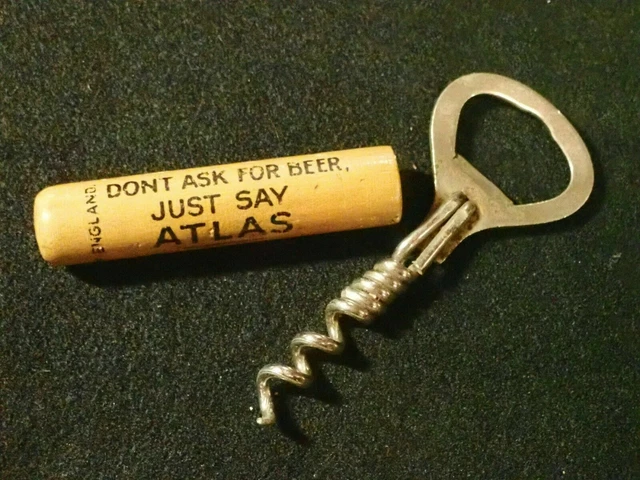 DONT ASK FOR BEER,
JUST SAY
ATLAS
ENGLAND.